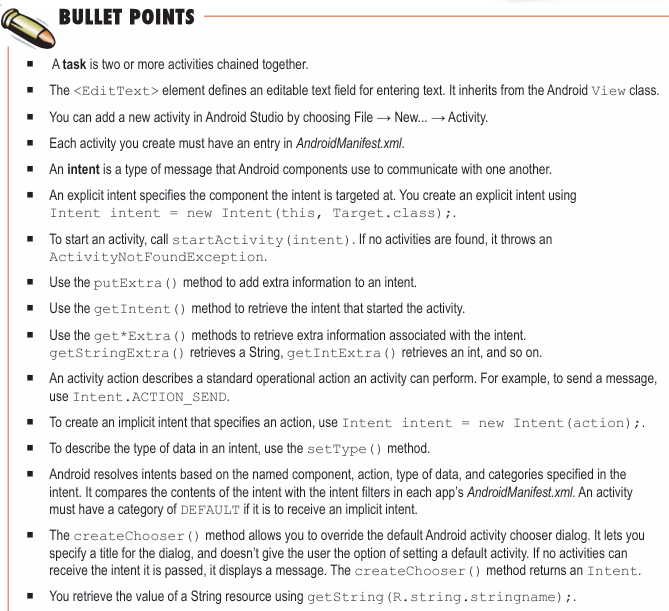 BULLET POINTS
■ A task is two or more activities chained together.
■ The <EditText> element defines an editable text field for entering text. It inherits from the Android View class.
■ You can add a new activity in Android Studio by choosing File → New... → Activity.
■ Each activity you create must have an entry in AndroidManifest.xml.
■ An intent is a type of message that Android components use to communicate with one another.
■ An explicit intent specifies the component the intent is targeted at. You create an explicit intent using
Intent intent = new Intent(this, Target.class);.
■ To start an activity, call startActivity(intent). If no activities are found, it throws an
ActivityNotFoundException.
■ Use the putExtra() method to add extra information to an intent.
■ Use the getIntent() method to retrieve the intent that started the activity.
■ Use the get*Extra() methods to retrieve extra information associated with the intent.
getStringExtra() retrieves a String, getIntExtra() retrieves an int, and so on.
■ An activity action describes a standard operational action an activity can perform. For example, to send a message,
use Intent.ACTION_SEND.
■ To create an implicit intent that specifies an action, use Intent intent = new Intent(action);.
■ To describe the type of data in an intent, use the setType() method.
■ Android resolves intents based on the named component, action, type of data, and categories specified in the
intent. It compares the contents of the intent with the intent filters in each app's AndroidManifest.xml. An activity
must have a category of DEFAULT if it is to receive an implicit intent.
■ The createChooser() method allows you to override the default Android activity chooser dialog. It lets you
specify a title for the dialog, and doesn't give the user the option of setting a default activity. If no activities can
receive the intent it is passed, it displays a message. The createChooser() method returns an Intent.
■ You retrieve the value of a String resource using getString(R.string.stringname);.